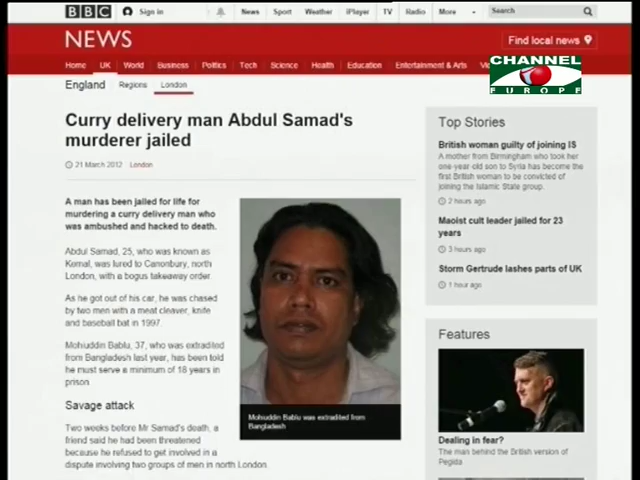 BBC Sign in News Sport Weather iPlayer TV Radio More Search
NEWS
Find local news
Home UK World Business Politics Tech Science Health Education Entertainment & Arts
CHANNEL
EUROPE
England Regions London
Curry delivery man Abdul Samad's
murderer jailed
21 March 2012 London
A man has been jailed for life for
murdering a curry delivery man who
was ambushed and hacked to death.
Abdul Samad, 25, who was known as
Komal, was lured to Canonbury, north
London, with a bogus takeaway order.
As he got out of his car, he was chased
by two men with a meat cleaver, knife
and baseball bat in 1997.
Mohiuddin Bablu, 37, who was extradited
from Bangladesh last year, has been told
he must serve a minimum of 18 years in
prison.
Savage attack
Two weeks before Mr Samad's death, a
friend said he had been threatened
because he refused to get involved in a
dispute involving two groups of men in north London.
Mohiuddin Bablu was extradited from
Bangladesh
Top Stories
British woman guilty of joining IS
A mother from Birmingham who took her
one-year-old son to Syria has become the
first British woman to be convicted of
joining the Islamic State group.
2 hours ago
Maoist cult leader jailed for 23
years
3 hours ago
Storm Gertrude lashes parts of UK
1 hour ago
Features
Dealing in fear?
The man behind the British version of
Pegida